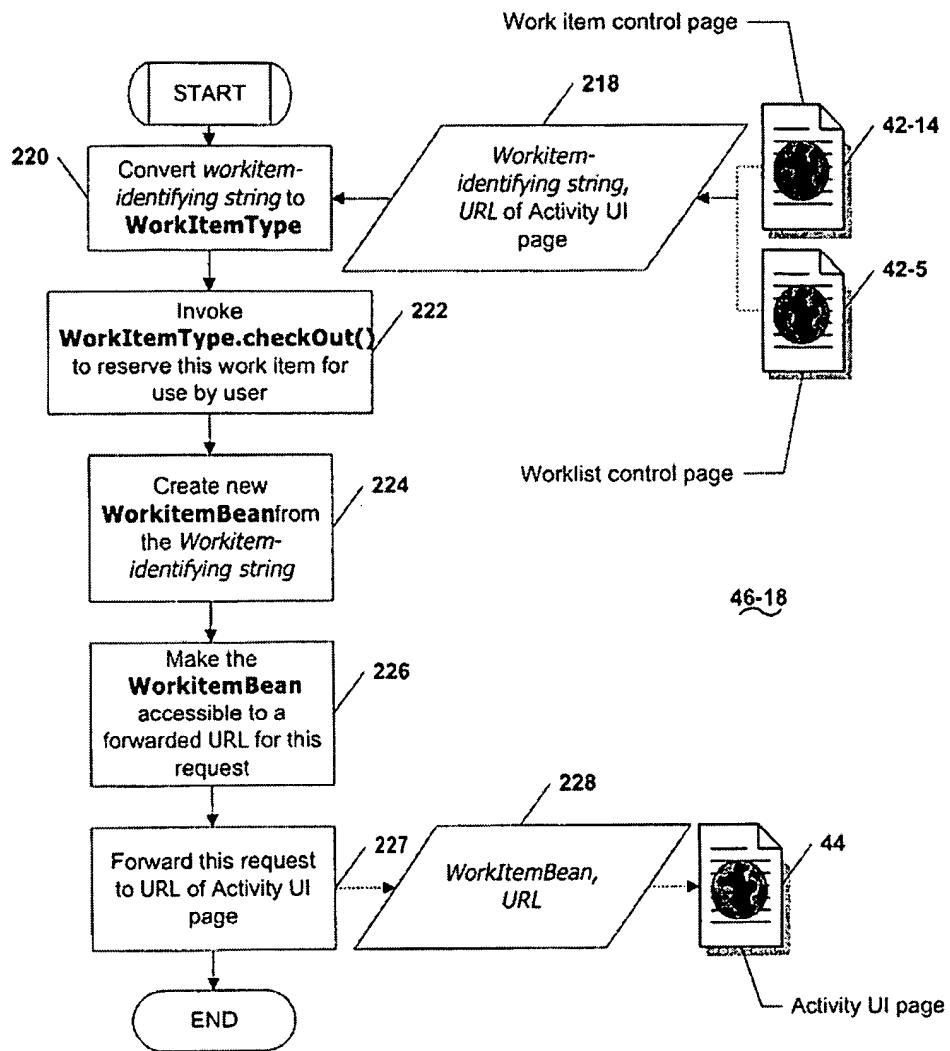 Work item control page
START
218
42-14
220
Convert workitem-
identifying string to
WorkItemType
Workitem-
identifying string,
URL of Activity UI
page
42-5
Invoke
WorkItemType.checkOut()
to reserve this work item for
use by user
222
Worklist control page
Create new
WorkitemBeanfrom
the Workitem-
identifying string
224
46-18
Make the
WorkitemBean
accessible to a
forwarded URL for this
request
226
228
Forward this request
to URL of Activity UI
page
227
WorkItemBean,
URL
44
END
Activity UI page